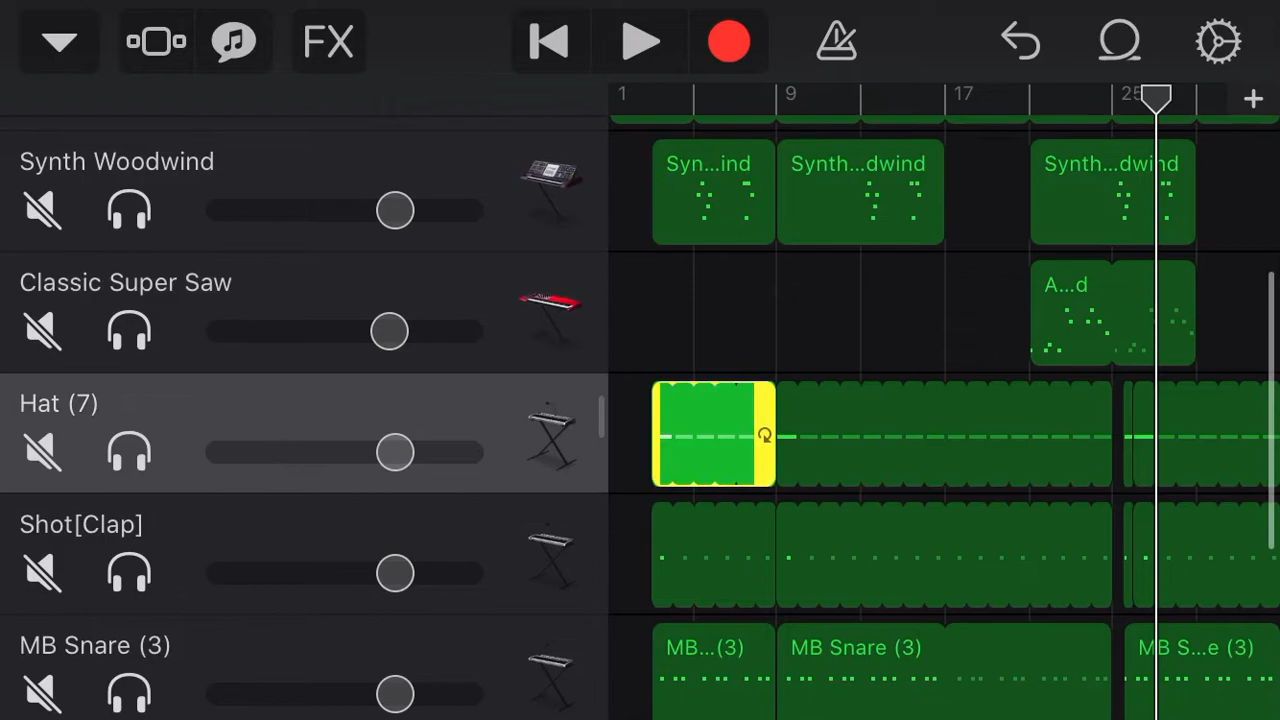 FX
1 9 17 25
Synth Woodwind
Syn...ind Synth...dwind Synth...dwind
Classic Super Saw
A...d
Hat (7)
Shot[Clap]
MB Snare (3)
MB...(3) MB Snare (3) MB S...e (3)